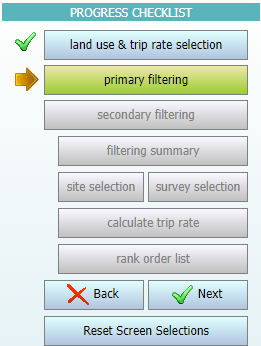 PROGRESS CHECKLIST
land use & trip rate selection
primary filtering
secondary filtering
filtering summary
site selection survey selection
calculate trip rate
rank order list
Back Next
Reset Screen Selections